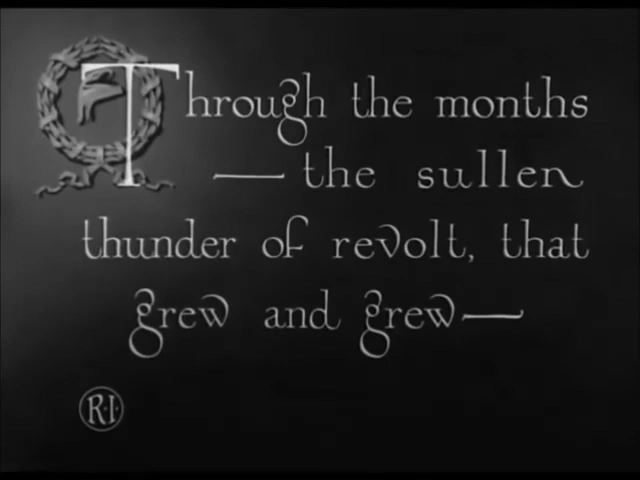 Through the months
— the sullen
thunder of revolt, that
grew and grew—
R·I·